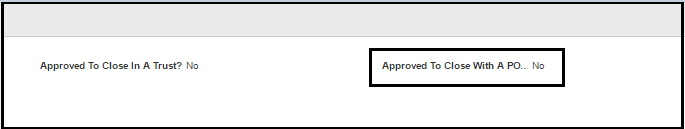 Approved To Close In A Trust? No
Approved To Close With A PO... No